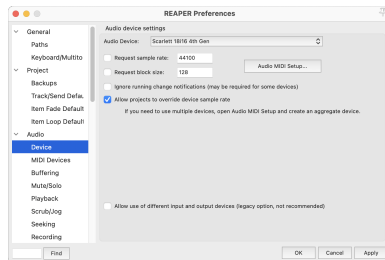 REAPER Preferences
General
Paths
Keyboard/Multito
Project
Backups
Track/Send Defau
Item Fade Default
Item Loop Default
Audio
Device
MIDI Devices
Buffering
Mute/Solo
Playback
Scrub/Jog
Seeking
Recording
Find
Audio device settings
Audio Device: Scarlett 18i16 4th Gen
Request sample rate: 44100
Request block size: 128
Audio MIDI Setup...
Ignore running change notifications (may be required for some devices)
Allow projects to override device sample rate
If you need to use multiple devices, open Audio MIDI Setup and create an aggregate device.
Allow use of different input and output devices (legacy option, not recommended)
OK Cancel Apply